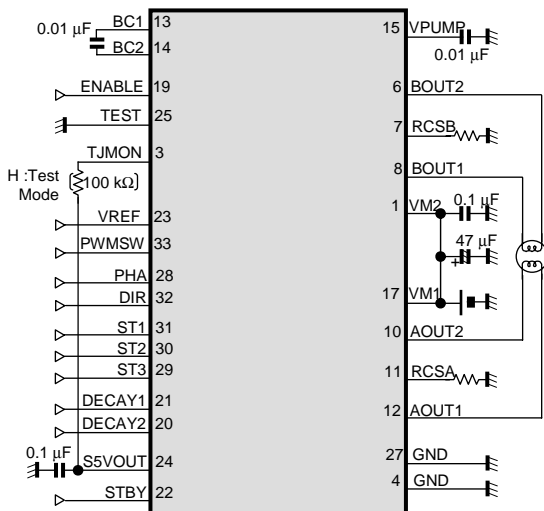 BC1 13
0.01 µF
BC2 14
ENABLE 19
TEST 25
TJMON 3
H :Test
Mode
(100 kΩ)
VREF 23
PWMSW 33
PHA 28
DIR 32
ST1 31
ST2 30
ST3 29
DECAY1 21
DECAY2 20
0.1 µF
S5VOUT 24
STBY 22
15 VPUMP
0.01 µF
6 BOUT2
7 RCSB
8 BOUT1
1 VM2
0.1 µF
47 µF
+
17 VM1
10 AOUT2
11 RCSA
12 AOUT1
27 GND
4 GND